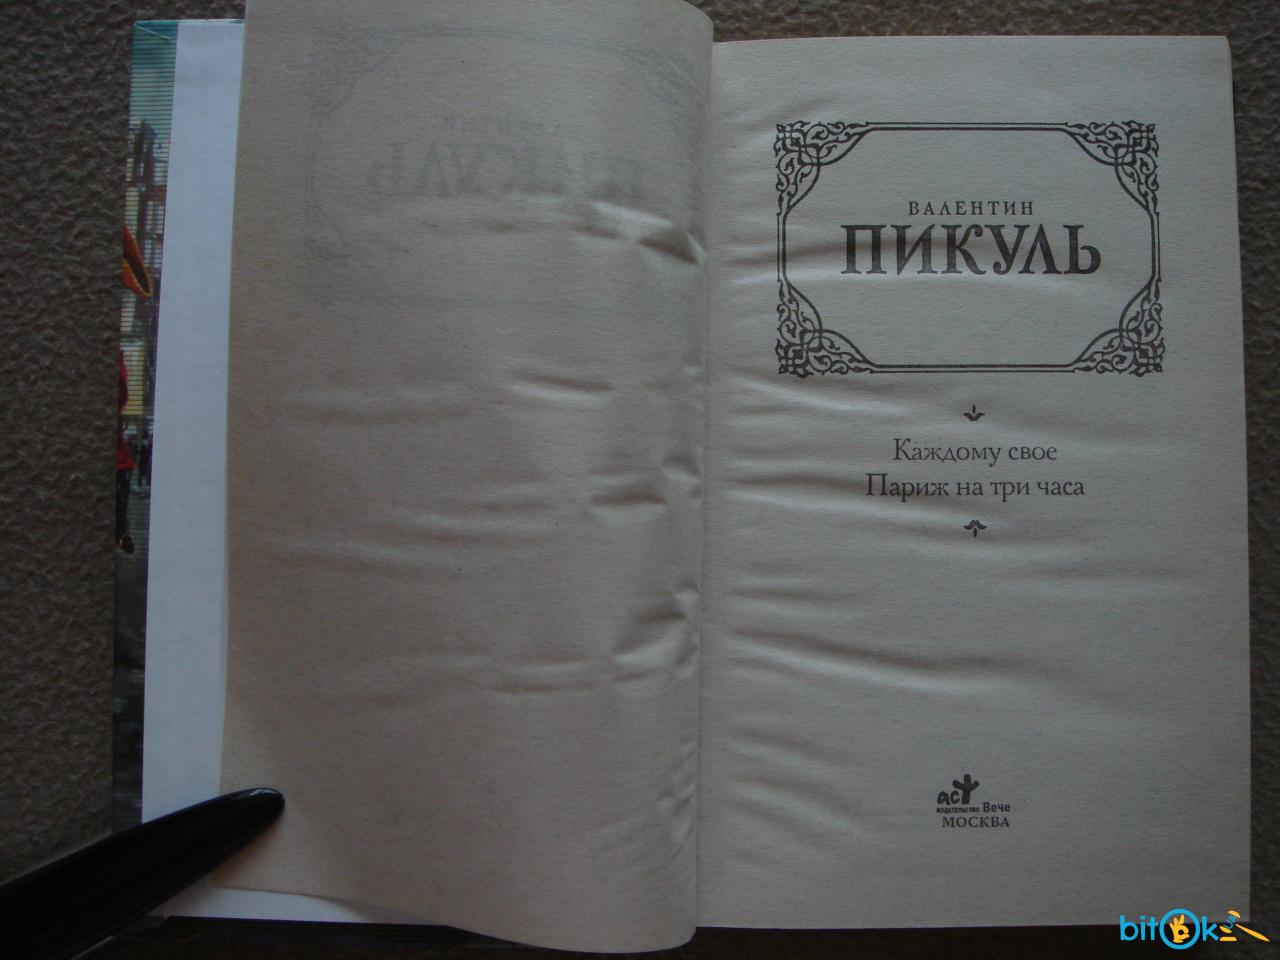 ВАЛЕНТИН
ПИКУЛЬ
Каждому свое
Париж на три часа
аст
издательство Вече
МОСКВА
bitOk